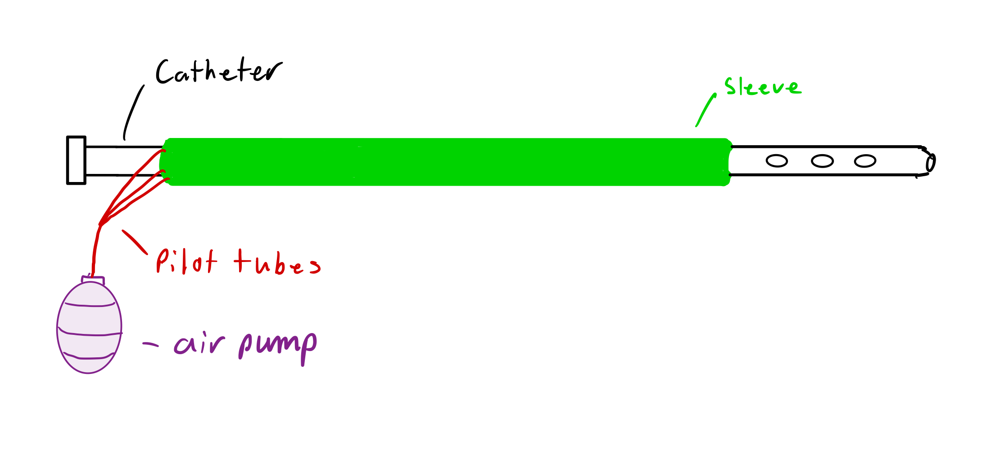 Catheter
Sleeve
Pilot tubes
air pump